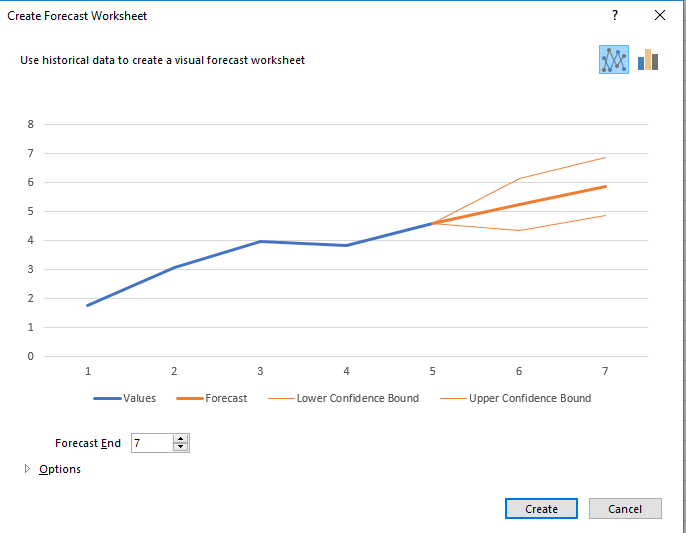 Create Forecast Worksheet ?
Use historical data to create a visual forecast worksheet
8
7
6
5
4
3
2
1
0
1 2 3 4 5 6 7
Values Forecast Lower Confidence Bound Upper Confidence Bound
Forecast End 7
Options
Create Cancel